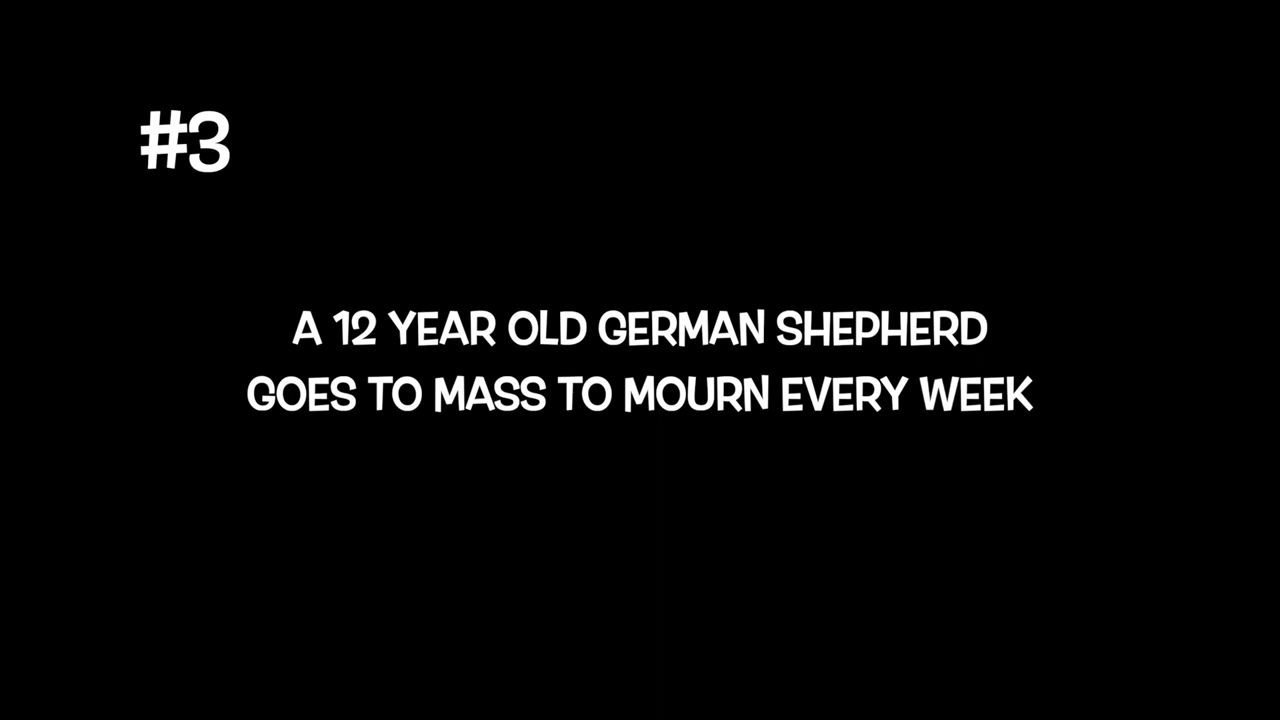 #3
A 12 YEAR OLD GERMAN SHEPHERD
GOES TO MASS TO MOURN EVERY WEEK